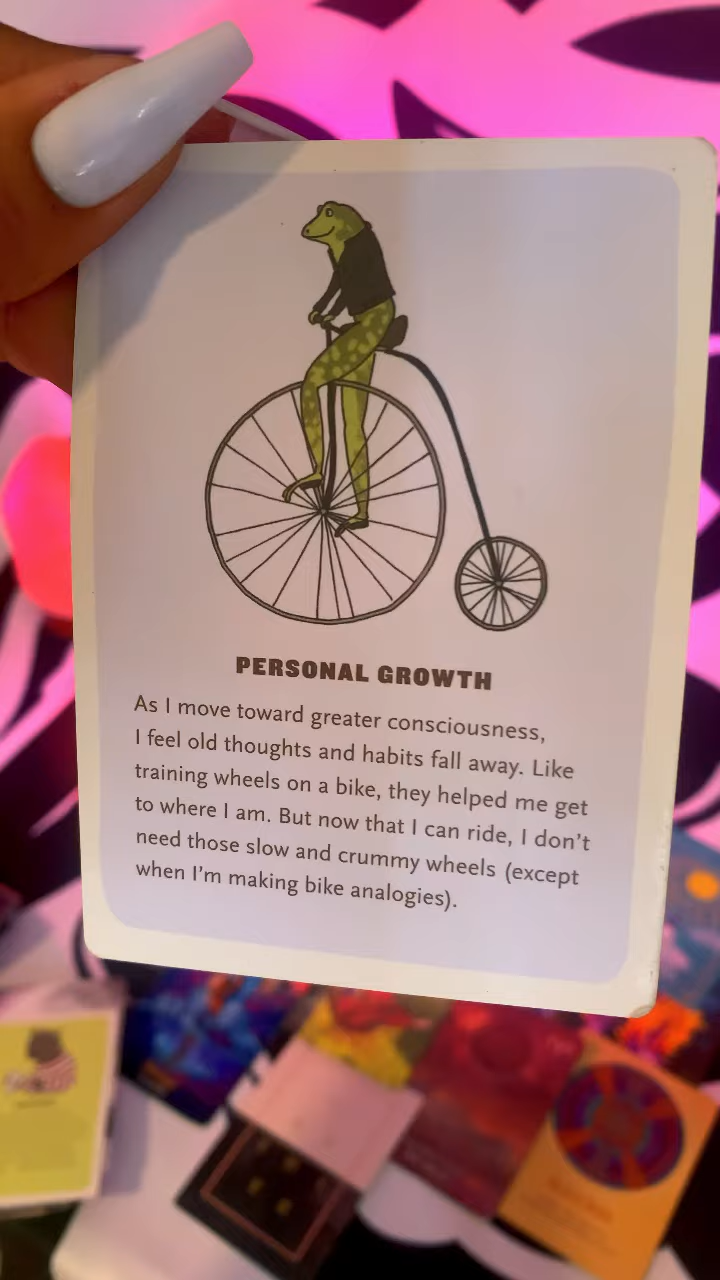 PERSONAL GROWTH
As I move toward greater consciousness,
I feel old thoughts and habits fall away. Like
training wheels on a bike, they helped me get
to where I am. But now that I can ride, I don't
need those slow and crummy wheels (except
when I'm making bike analogies).